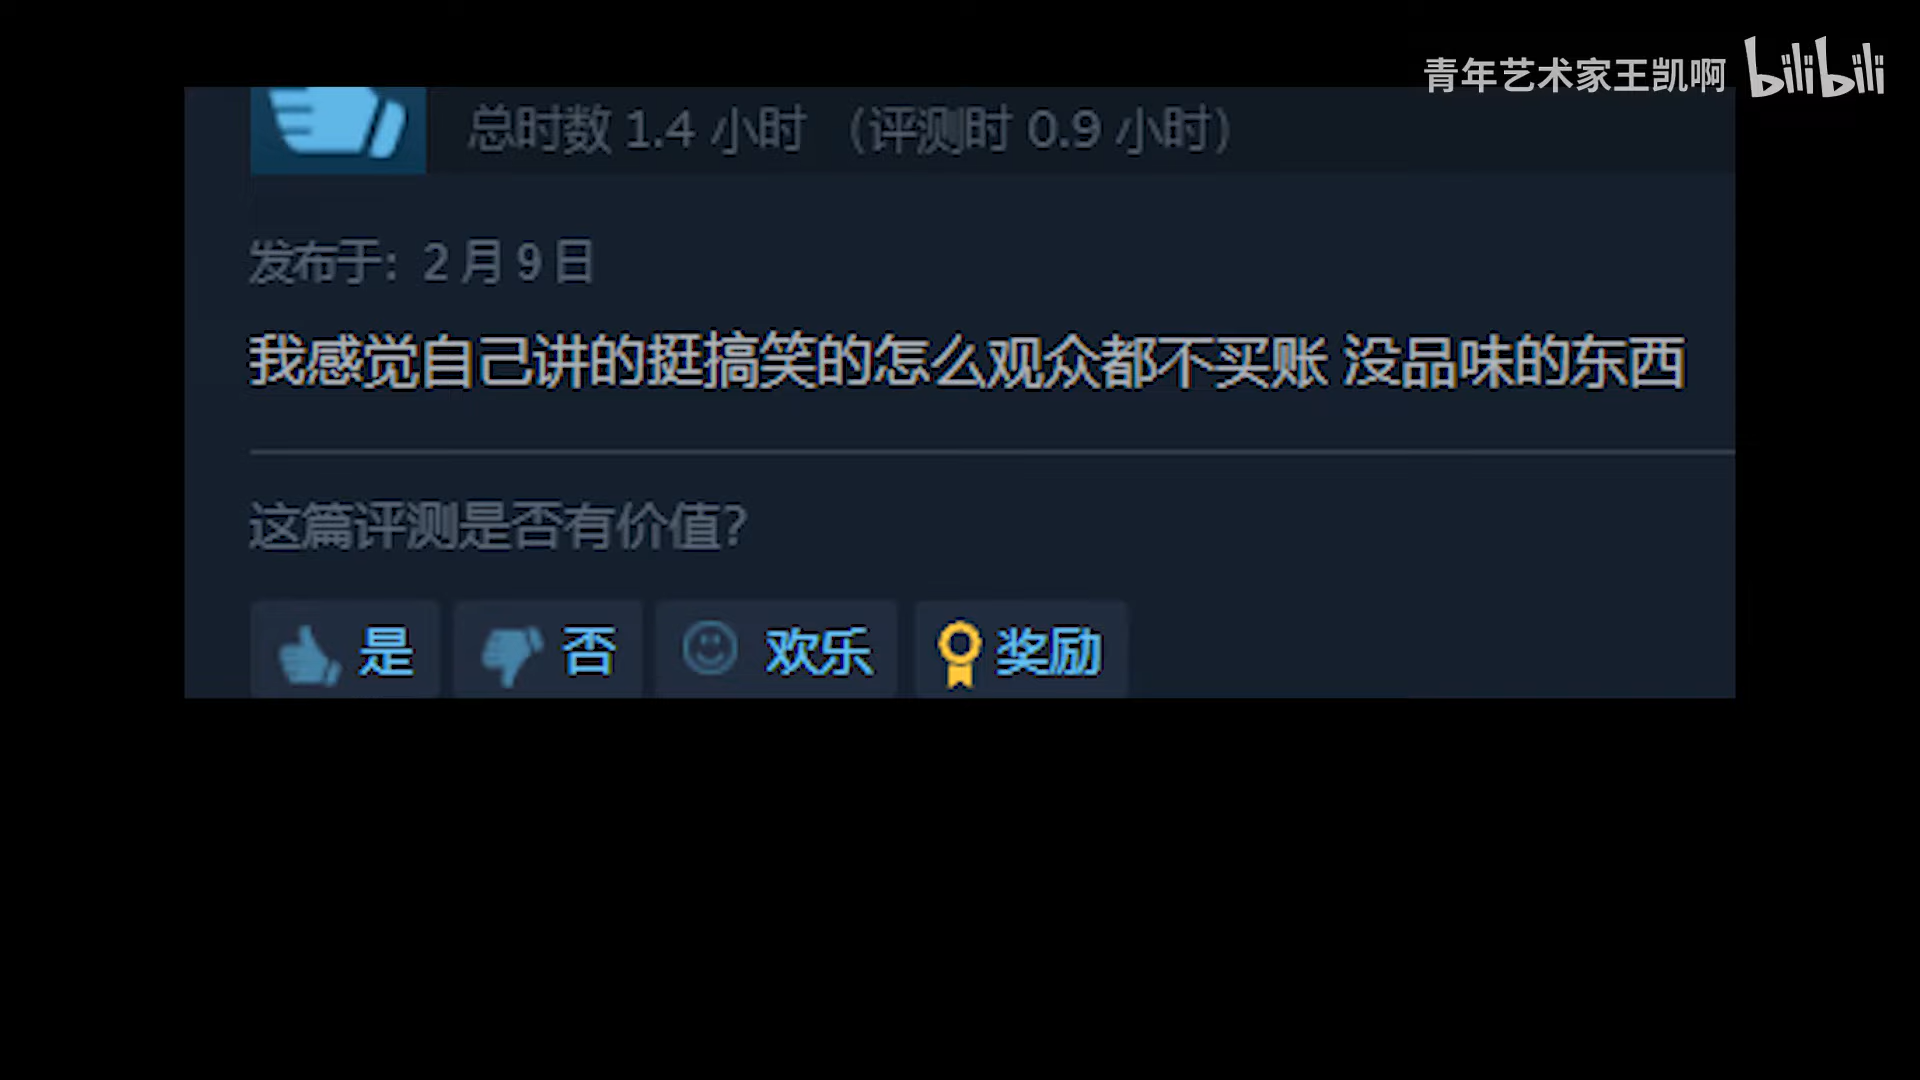 青年艺术家王凯啊 bilibili
总时数 1.4 小时 （评测时 0.9 小时）
发布于: 2 月 9 日
我感觉自己讲的挺搞笑的怎么观众都不买账 没品味的东西
这篇评测是否有价值?
是 否 欢乐 奖励